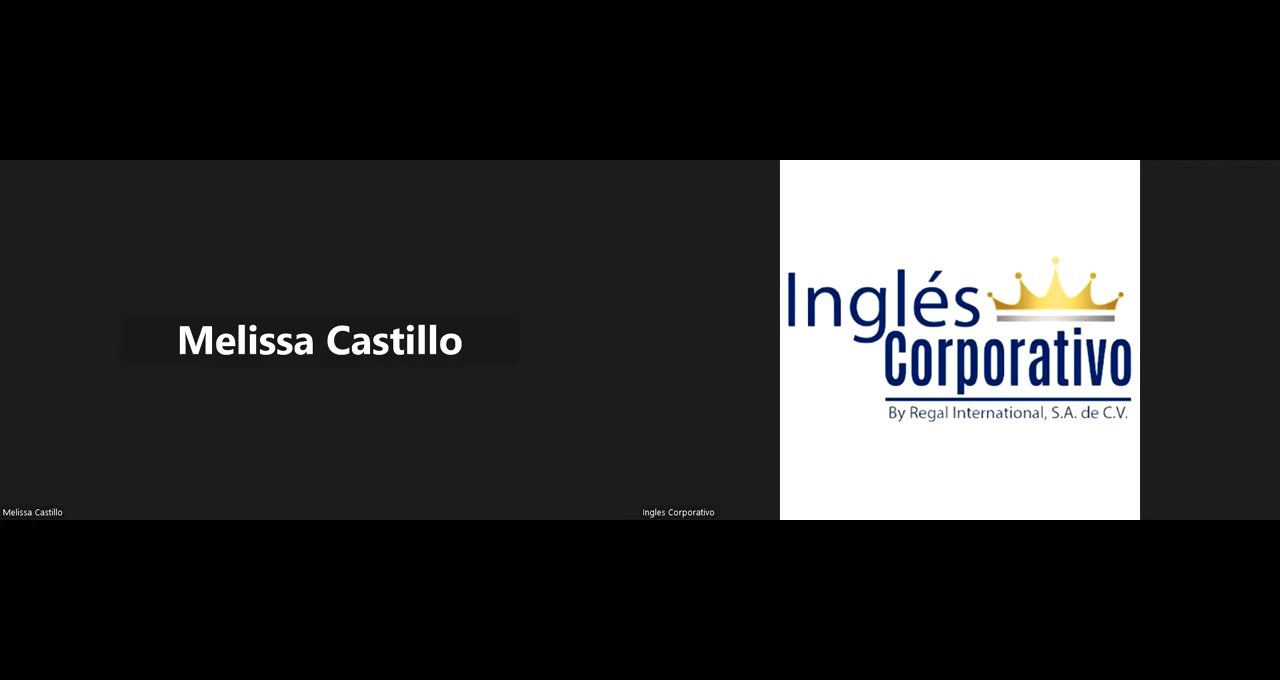 Melissa Castillo
Inglés
Corporativo
By Regal International, S.A. de C.V.
Melissa Castillo
Ingles Corporativo